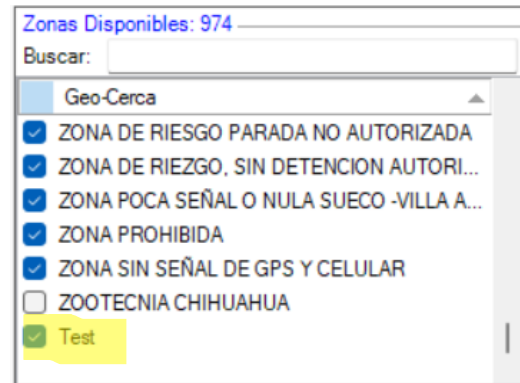 Zonas Disponibles: 974
Buscar:
Geo-Cerca
ZONA DE RIESGO PARADA NO AUTORIZADA
ZONA DE RIEZGO, SIN DETENCION AUTORI...
ZONA POCA SEÑAL O NULA SUECO -VILLA A...
ZONA PROHIBIDA
ZONA SIN SEÑAL DE GPS Y CELULAR
ZOOTECNIA CHIHUAHUA
Test